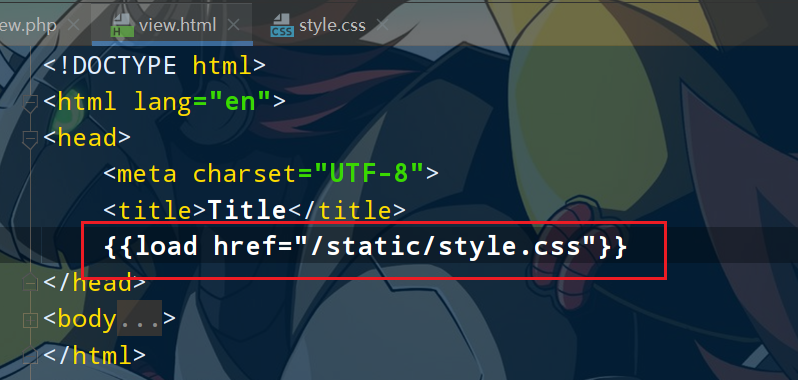 ew.php view.html style.css
<!DOCTYPE html>
<html lang="en">
<head>
<meta charset="UTF-8">
<title>Title</title>
{{load href="/static/style.css"}}
</head>
<body...>
</html>